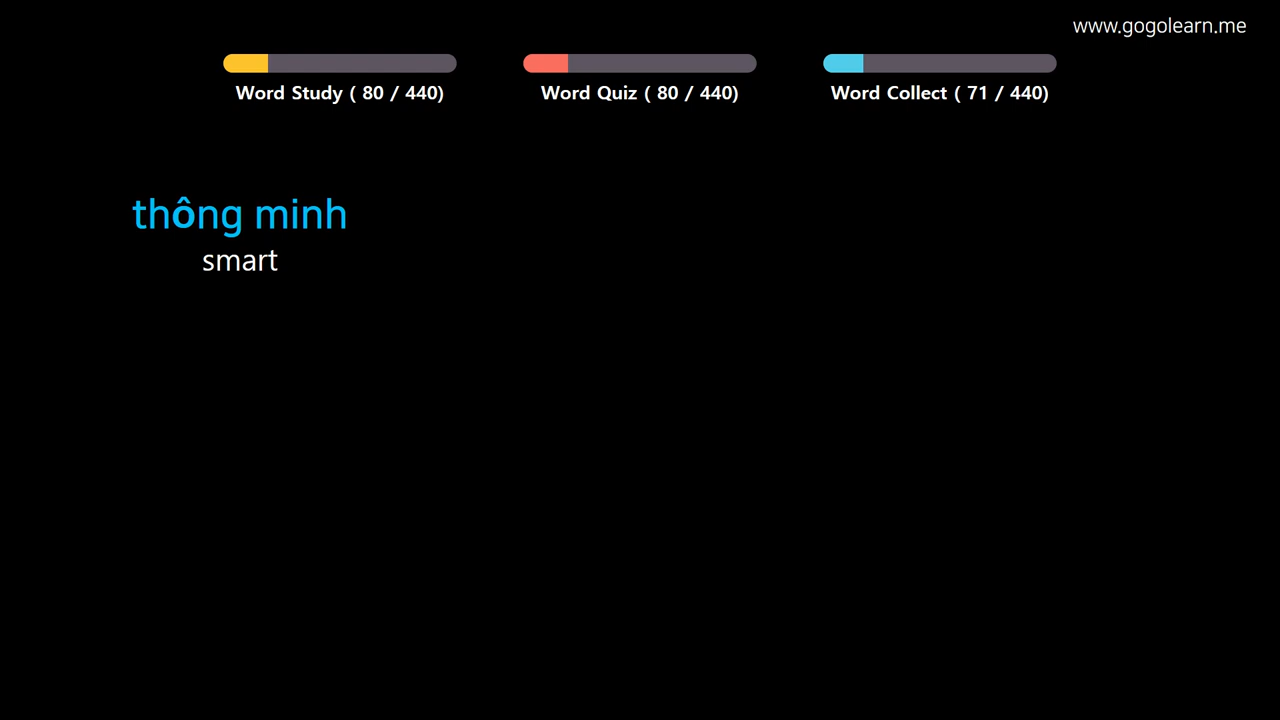 www.gogolearn.me
Word Study ( 80 / 440)
Word Quiz ( 80 / 440)
Word Collect ( 71 / 440)
thông minh
smart